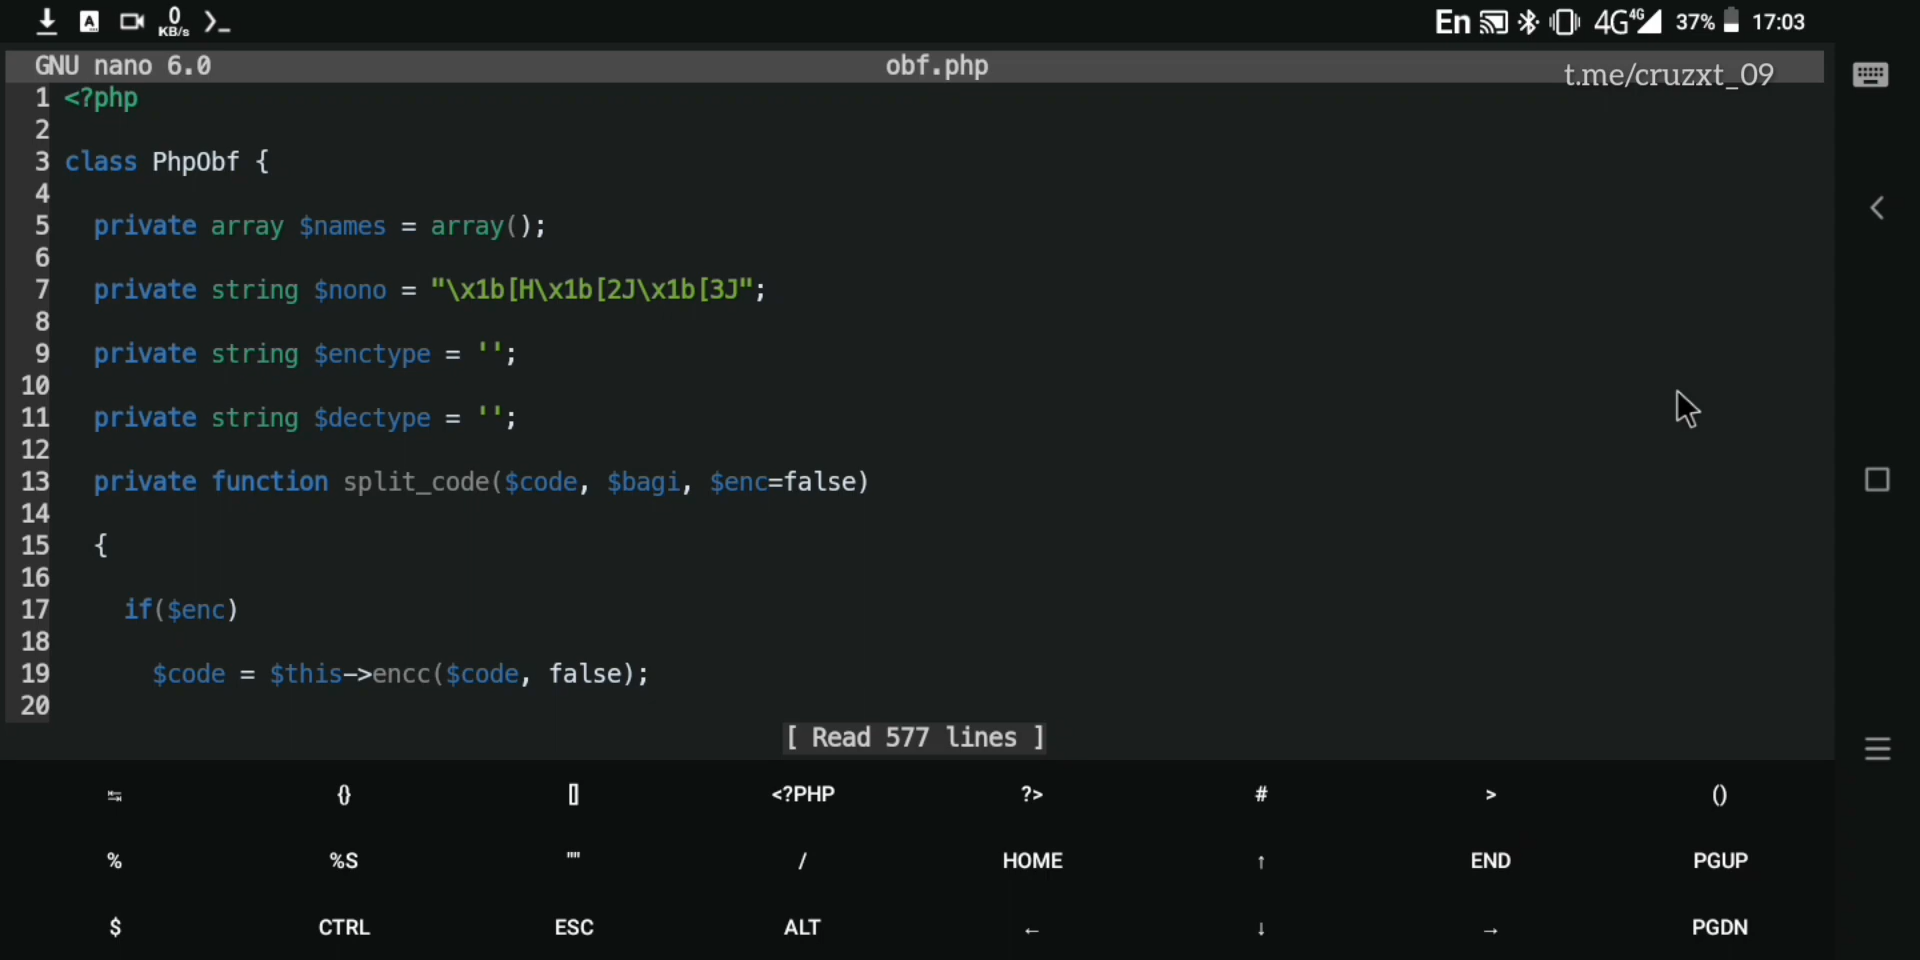 0
KB/s
En 4G 4G 37% 17:03
GNU nano 6.0 obf.php
t.me/cruzxt_09
1 <?php
2
3 class PhpObf {
4
5 private array $names = array();
6
7 private string $nono = "\x1b[H\x1b[2J\x1b[3J";
8
9 private string $enctype = '';
10
11 private string $dectype = '';
12
13 private function split_code($code, $bagi, $enc=false)
14
15 {
16
17 if($enc)
18
19 $code = $this->encc($code, false);
20
[ Read 577 lines ]
{} [] <?PHP ?> # > ()
% %S "" / HOME ↑ END PGUP
$ CTRL ESC ALT ← ↓ → PGDN